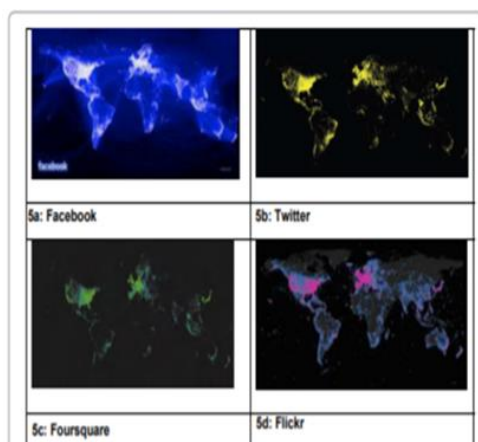 facebook
5a: Facebook
5b: Twitter
5c: Foursquare
5d: Flickr